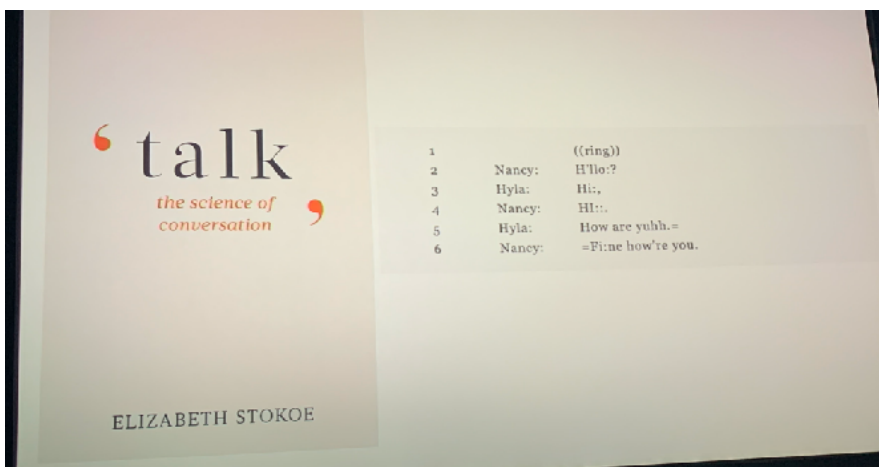 ‘ talk
the science of
conversation ’
ELIZABETH STOKOE
1 ((ring))
2 Nancy: H'llo:?
3 Hyla: Hi:,
4 Nancy: HI::.
5 Hyla: How are yuhh.=
6 Nancy: =Fi:ne how're you.